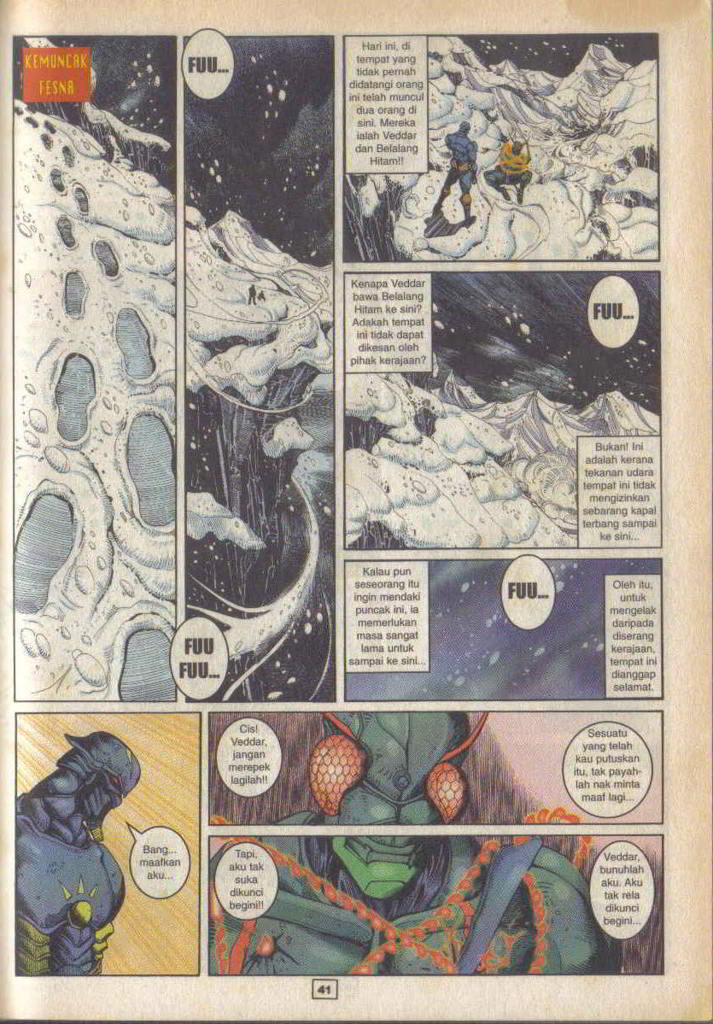 KEMUNCAK
FESNA
FUU...
Hari ini, di
tempat yang
tidak pernah
didatangi orang
ini telah muncul
dua orang di
sini. Mereka
ialah Veddar
dan Belalang
Hitam!!
Kenapa Veddar
bawa Belalang
Hitam ke sini?
Adakah tempat
ini tidak dapat
dikesan oleh
pihak kerajaan?
FUU...
Bukan! Ini
adalah kerana
tekanan udara
tempat ini tidak
mengizinkan
sebarang kapal
terbang sampai
ke sini...
Kalau pun
seseorang itu
ingin mendaki
puncak ini, ia
memerlukan
masa sangat
lama untuk
sampai ke sini...
FUU...
Oleh itu,
untuk
mengelak
daripada
diserang
kerajaan,
tempat ini
dianggap
selamat.
FUU
FUU...
Bang...
maafkan
aku...
Cis!
Veddar,
jangan
merepek
lagilah!!
Sesuatu
yang telah
kau putuskan
itu, tak payah-
lah nak minta
maaf lagi...
Tapi,
aku tak
suka
dikunci
begini!!
Veddar,
bunuhlah
aku. Aku
tak rela
dikunci
begini...
41